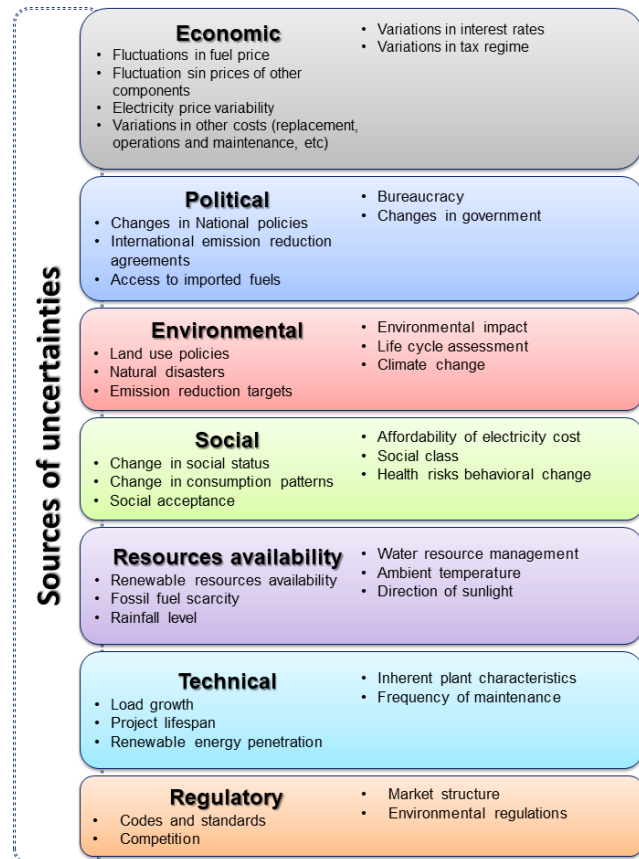 Sources of uncertainties
Economic
• Fluctuations in fuel price
• Fluctuation sin prices of other
components
• Electricity price variability
• Variations in other costs (replacement,
operations and maintenance, etc)
• Variations in interest rates
• Variations in tax regime
Political
• Changes in National policies
• International emission reduction
agreements
• Access to imported fuels
• Bureaucracy
• Changes in government
Environmental
• Land use policies
• Natural disasters
• Emission reduction targets
• Environmental impact
• Life cycle assessment
• Climate change
Social
• Change in social status
• Change in consumption patterns
• Social acceptance
• Affordability of electricity cost
• Social class
• Health risks behavioral change
Resources availability
• Renewable resources availability
• Fossil fuel scarcity
• Rainfall level
• Water resource management
• Ambient temperature
• Direction of sunlight
Technical
• Load growth
• Project lifespan
• Renewable energy penetration
• Inherent plant characteristics
• Frequency of maintenance
Regulatory
• Codes and standards
• Competition
• Market structure
• Environmental regulations